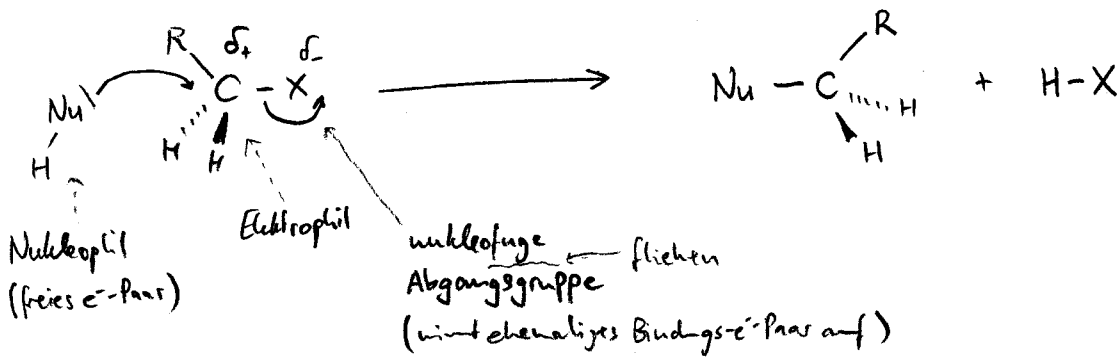 R δ+ δ-
Nu C - X → Nu - C R + H-X
H H H H H
Nukleophil
(freies e⁻-Paar)
Elektrophil
nukleofuge ← fliehen
Abgangsgruppe
(nimmt ehemaliges Bindungs-e⁻-Paar auf)